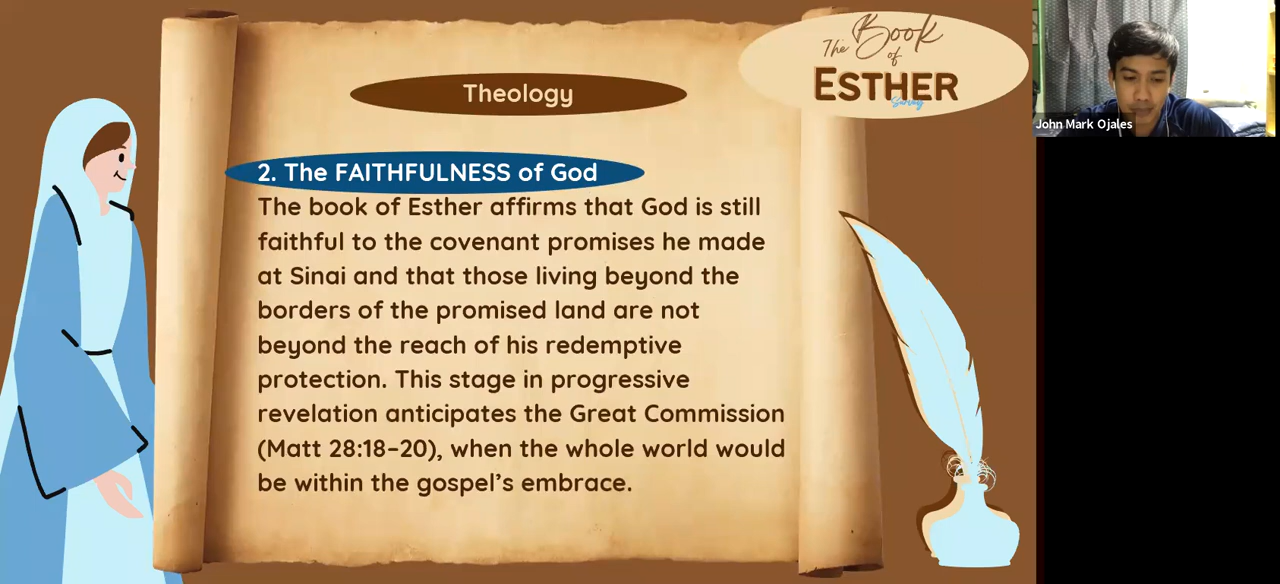 The Book
of
ESTHER
Survey
John Mark Ojales
Theology
2. The FAITHFULNESS of God
The book of Esther affirms that God is still
faithful to the covenant promises he made
at Sinai and that those living beyond the
borders of the promised land are not
beyond the reach of his redemptive
protection. This stage in progressive
revelation anticipates the Great Commission
(Matt 28:18–20), when the whole world would
be within the gospel’s embrace.